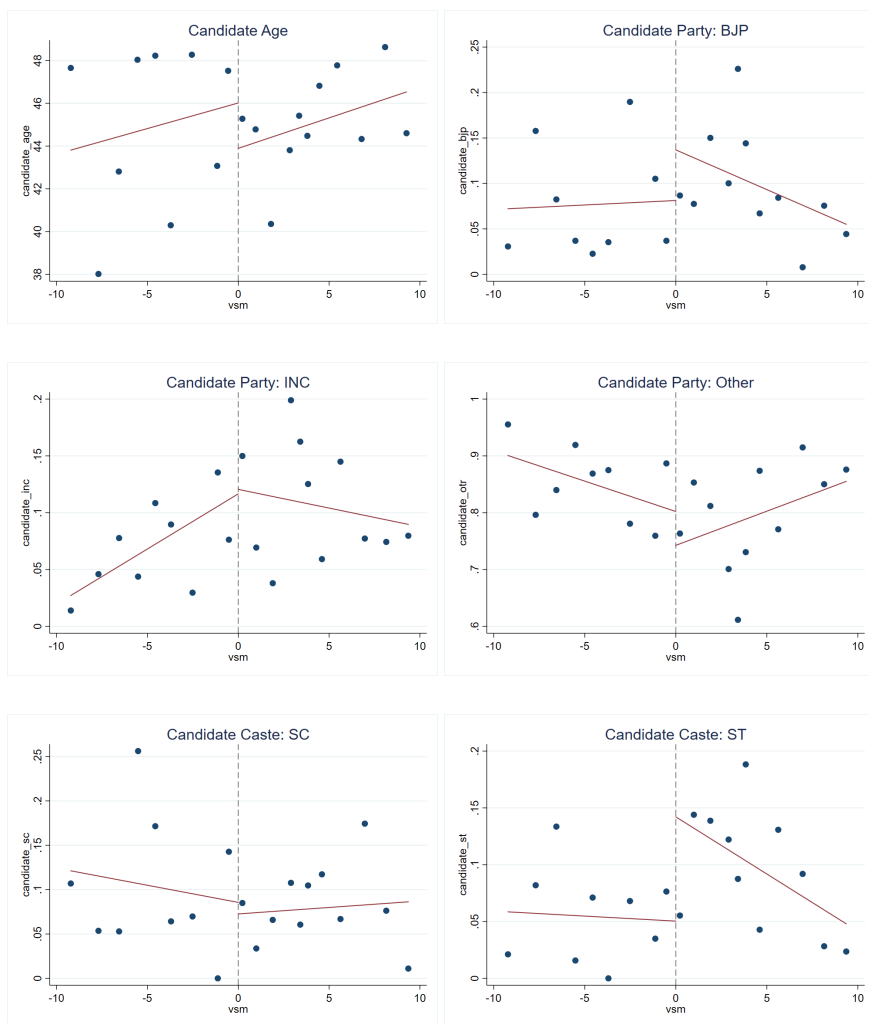 Candidate Age
candidate_age
48
46
44
42
40
38
-10 -5 0 5 10
vsm
Candidate Party: BJP
candidate_bjp
.25
.2
.15
.1
.05
0
-10 -5 0 5 10
vsm
Candidate Party: INC
candidate_inc
.2
.15
.1
.05
0
-10 -5 0 5 10
vsm
Candidate Party: Other
candidate_otr
1
.9
.8
.7
.6
-10 -5 0 5 10
vsm
Candidate Caste: SC
candidate_sc
.25
.2
.15
.1
.05
0
-10 -5 0 5 10
vsm
Candidate Caste: ST
candidate_st
.2
.15
.1
.05
0
-10 -5 0 5 10
vsm